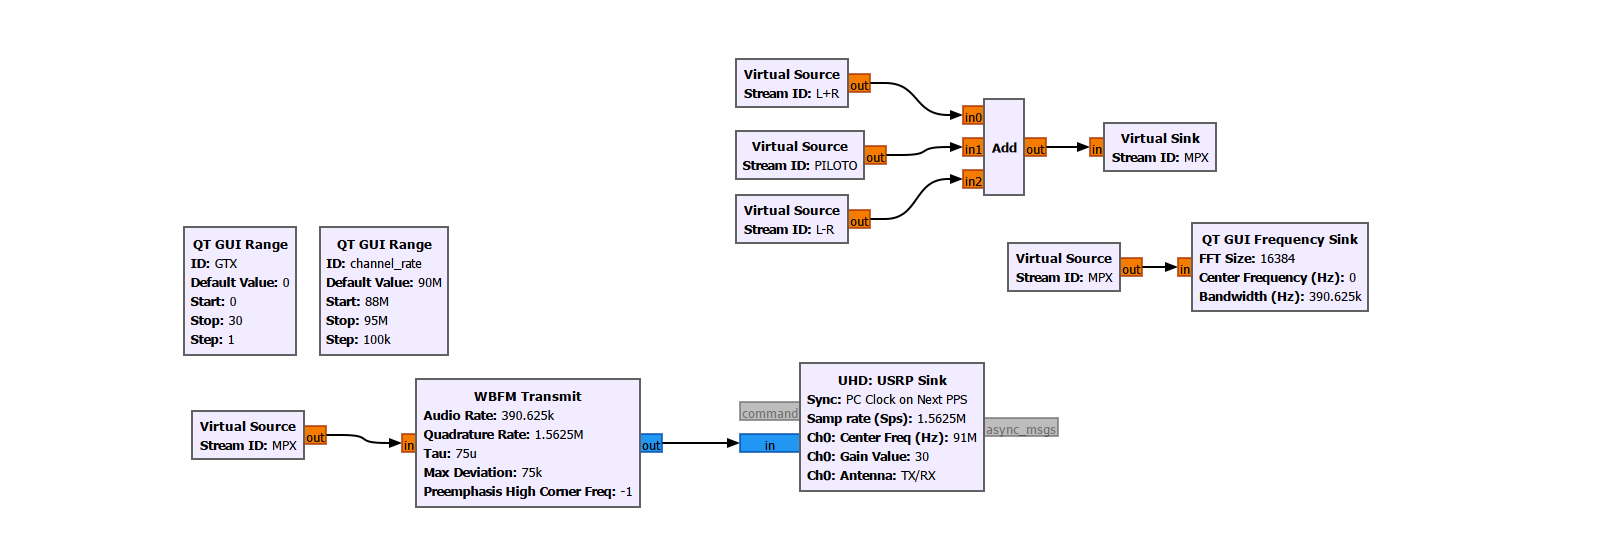 Virtual Source
Stream ID: L+R
out
Virtual Source
Stream ID: PILOTO
out
Virtual Source
Stream ID: L-R
out
in0
in1
in2
Add
out
in
Virtual Sink
Stream ID: MPX
Virtual Source
Stream ID: MPX
out
in
QT GUI Frequency Sink
FFT Size: 16384
Center Frequency (Hz): 0
Bandwidth (Hz): 390.625k
QT GUI Range
ID: GTX
Default Value: 0
Start: 0
Stop: 30
Step: 1
QT GUI Range
ID: channel_rate
Default Value: 90M
Start: 88M
Stop: 95M
Step: 100k
Virtual Source
Stream ID: MPX
out
in
WBFM Transmit
Audio Rate: 390.625k
Quadrature Rate: 1.5625M
Tau: 75u
Max Deviation: 75k
Preemphasis High Corner Freq: -1
out
command
in
UHD: USRP Sink
Sync: PC Clock on Next PPS
Samp rate (Sps): 1.5625M
Ch0: Center Freq (Hz): 91M
Ch0: Gain Value: 30
Ch0: Antenna: TX/RX
async_msgs